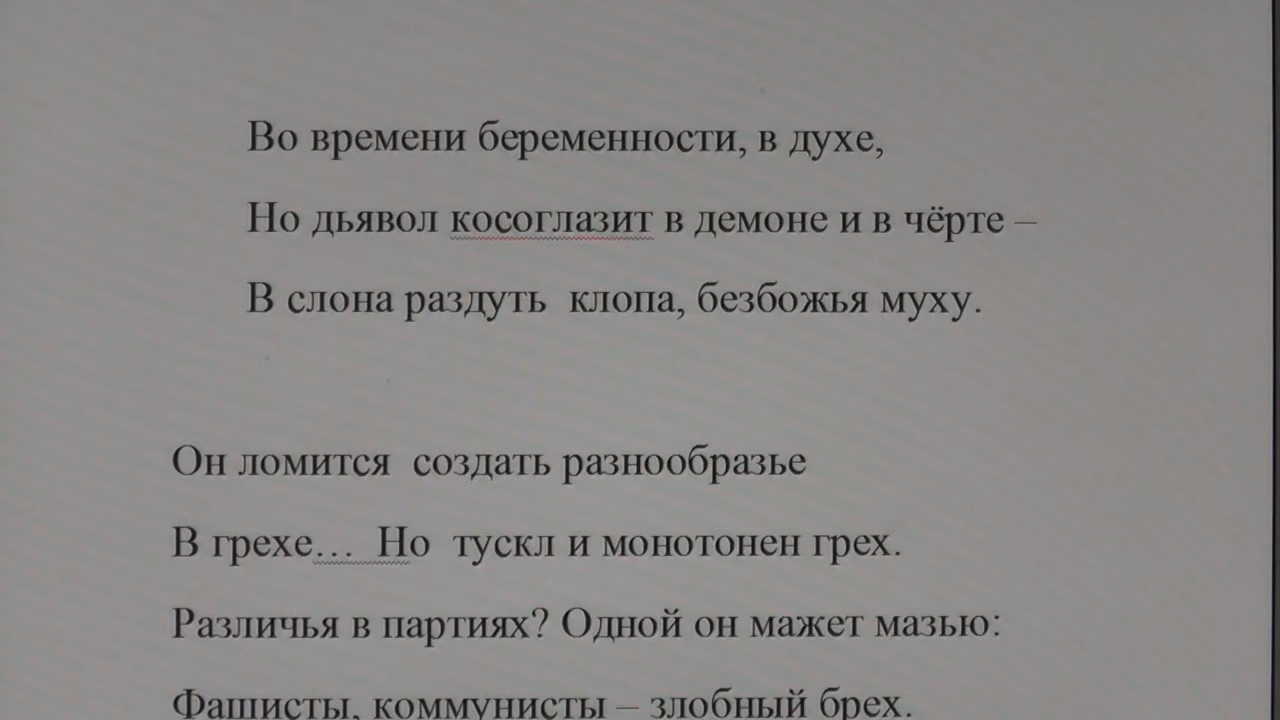 Во времени беременности, в духе,
Но дьявол косоглазит в демоне и в чёрте –
В слона раздуть  клопа, безбожья муху.
Он ломится  создать разнообразье
В грехе…  Но  тускл и монотонен грех.
Различья в партиях? Одной он мажет мазью:
Фашисты, коммунисты – злобный брех.